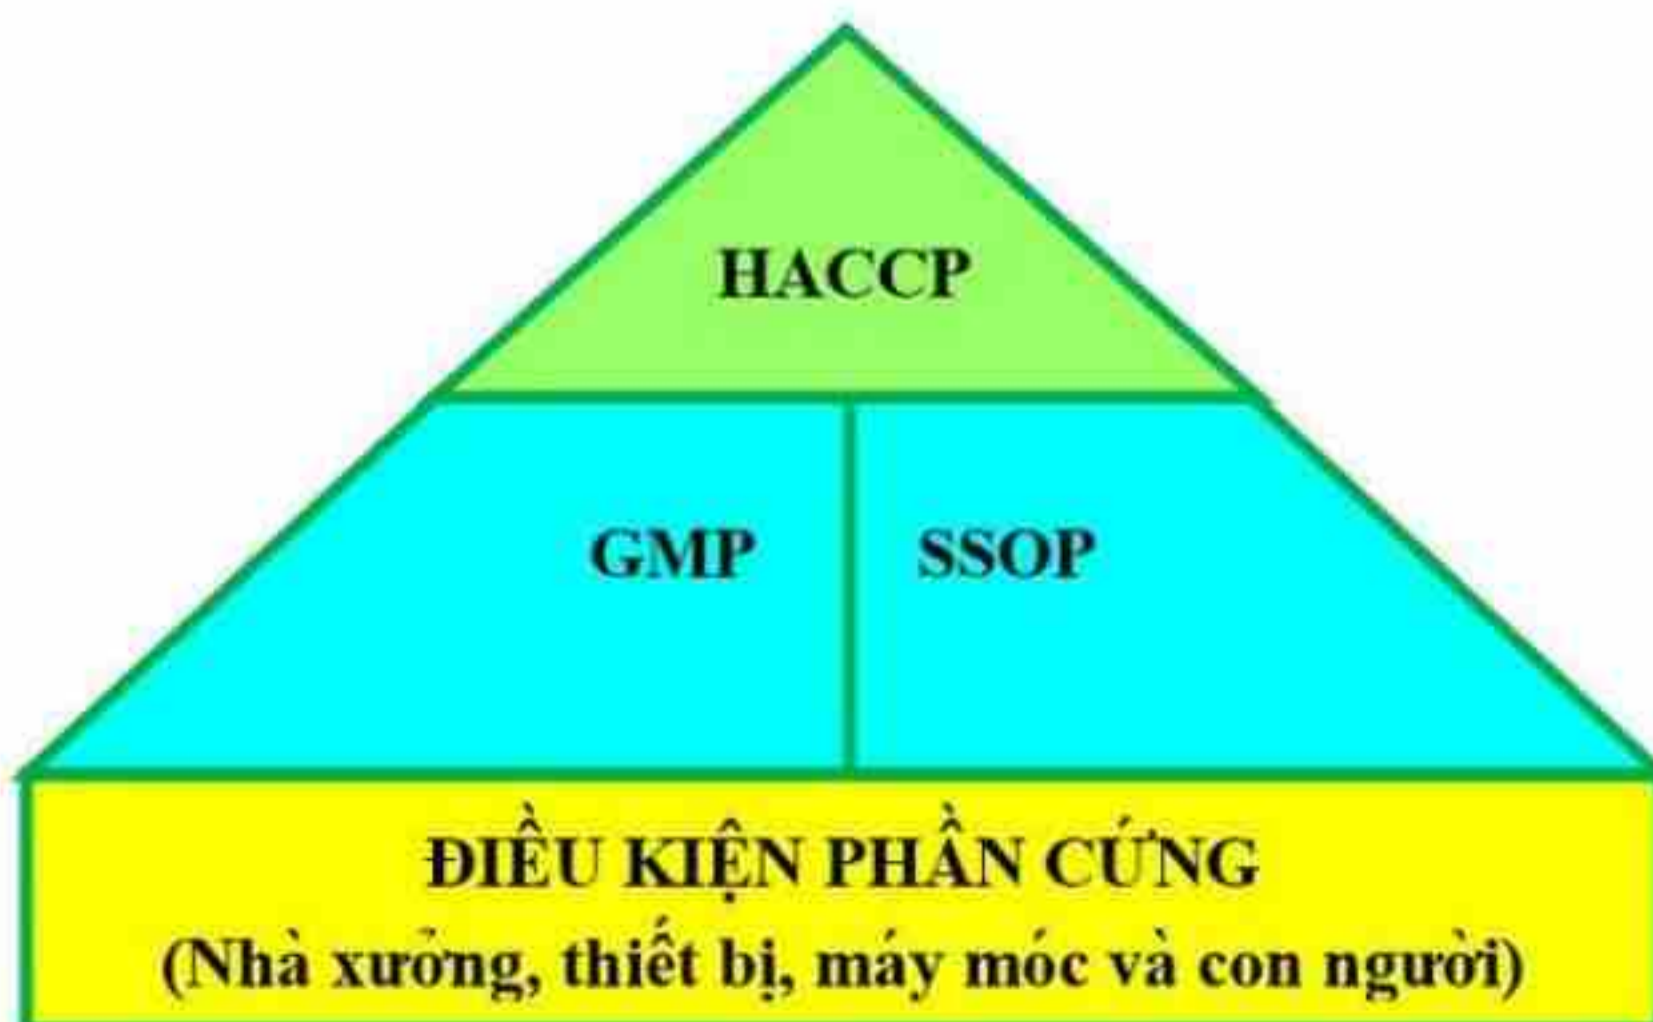 HACCP
GMP SSOP
ĐIỀU KIỆN PHẦN CỨNG
(Nhà xưởng, thiết bị, máy móc và con người)